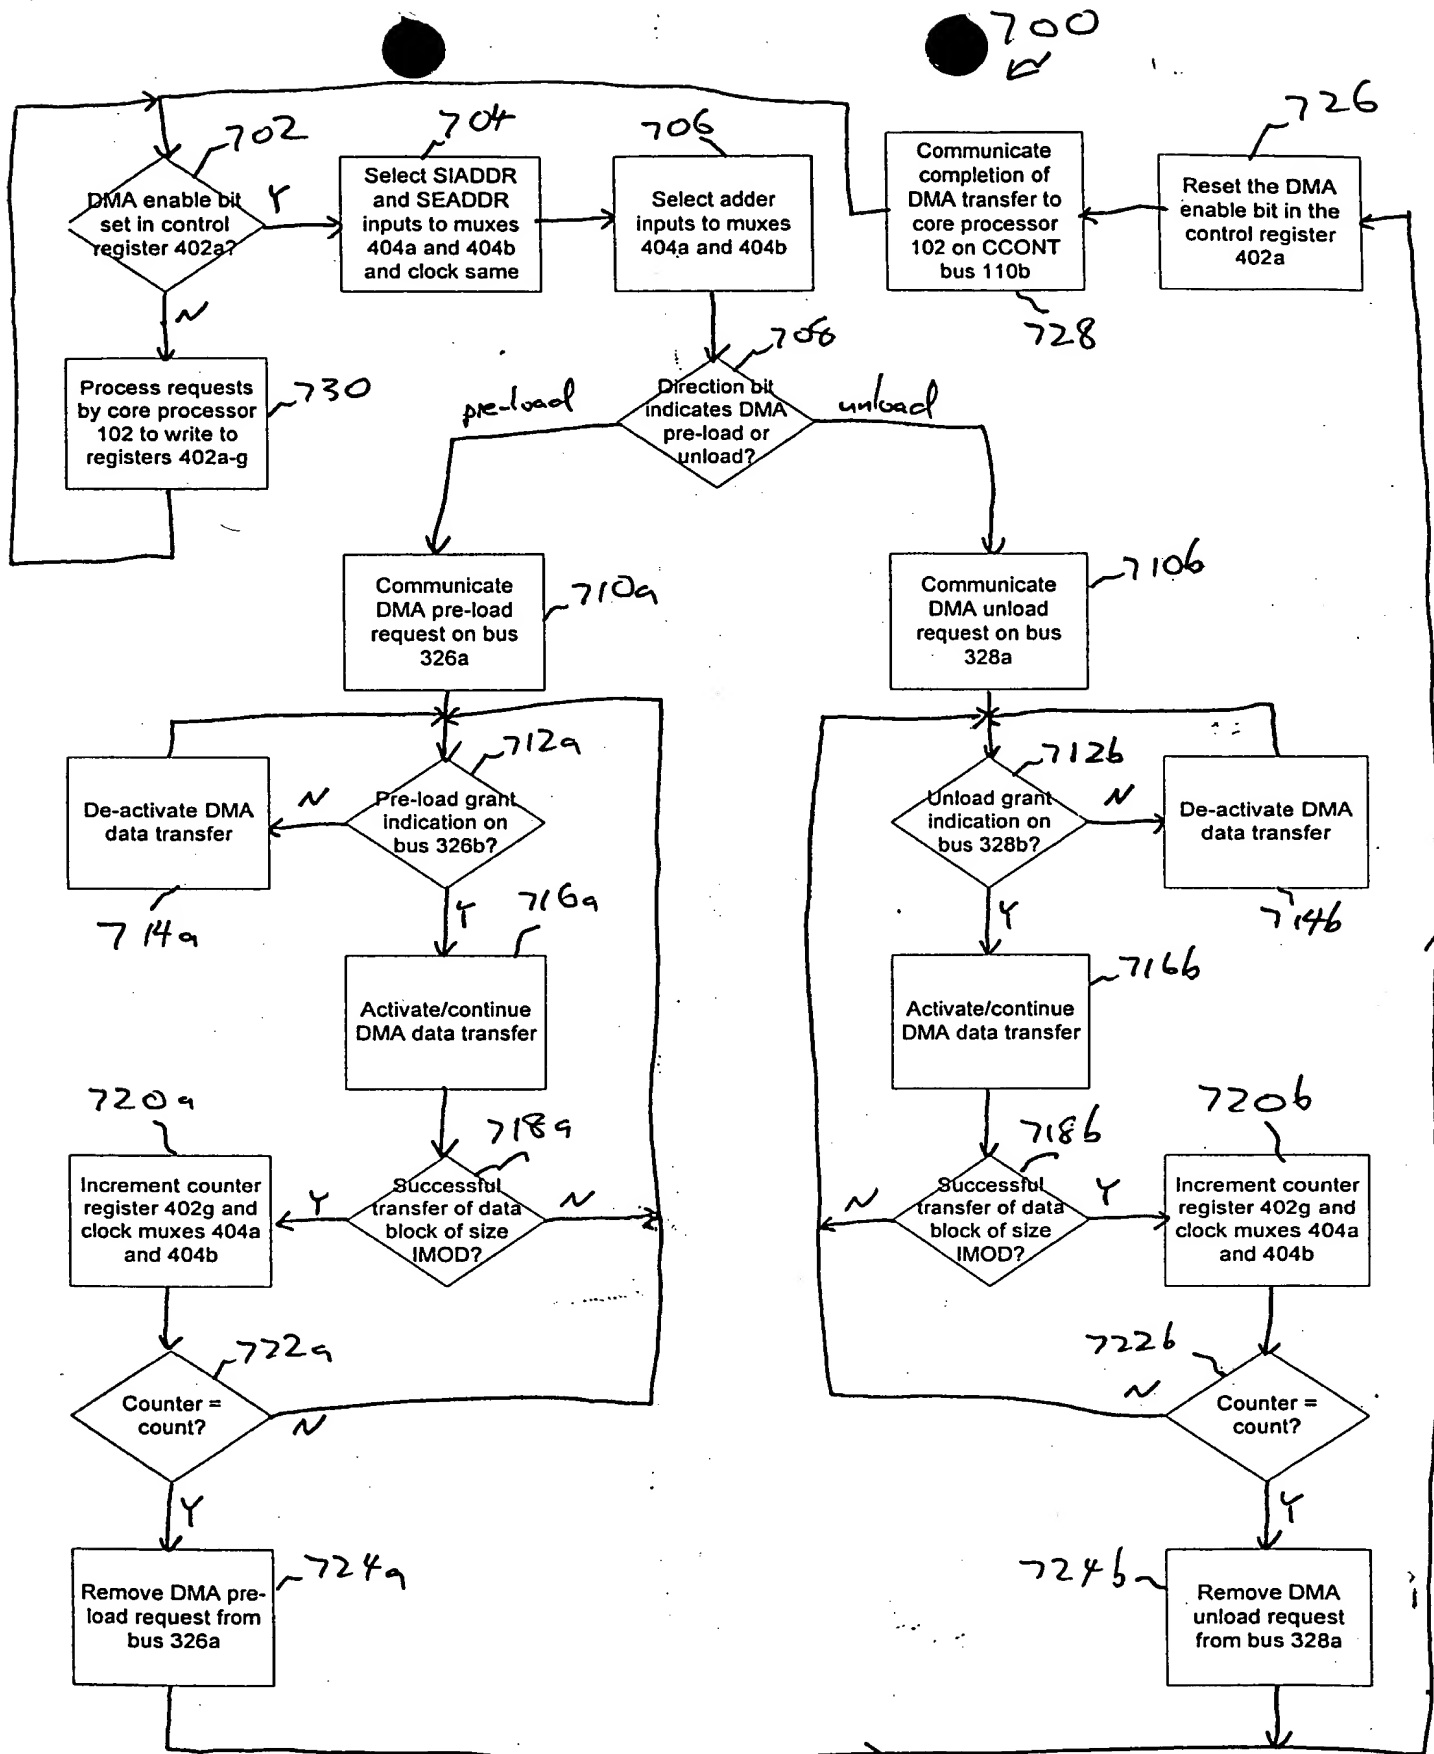 700
702
704
706
726
DMA enable bit
set in control
register 402a?
Y
N
Select SIADDR
and SEADDR
inputs to muxes
404a and 404b
and clock same
Select adder
inputs to muxes
404a and 404b
Communicate
completion of
DMA transfer to
core processor
102 on CCONT
bus 110b
728
Reset the DMA
enable bit in the
control register
402a
Process requests
by core processor
102 to write to
registers 402a-g
730
708
Direction bit
indicates DMA
pre-load or
unload?
pre-load
unload
Communicate
DMA pre-load
request on bus
326a
710a
Communicate
DMA unload
request on bus
328a
710b
712a
Pre-load grant
indication on
bus 326b?
N
Y
De-activate DMA
data transfer
714a
712b
Unload grant
indication on
bus 328b?
N
Y
De-activate DMA
data transfer
714b
716a
Activate/continue
DMA data transfer
716b
Activate/continue
DMA data transfer
718a
Successful
transfer of data
block of size
IMOD?
Y
N
720a
Increment counter
register 402g and
clock muxes 404a
and 404b
718b
Successful
transfer of data
block of size
IMOD?
N
Y
720b
Increment counter
register 402g and
clock muxes 404a
and 404b
722a
Counter =
count?
N
Y
722b
Counter =
count?
N
Y
724a
Remove DMA pre-
load request from
bus 326a
724b
Remove DMA
unload request
from bus 328a